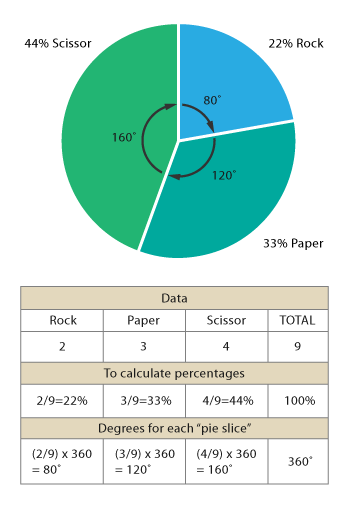 44% Scissor
22% Rock
80˚
160˚
120˚
33% Paper
Data
Rock Paper Scissor TOTAL
2 3 4 9
To calculate percentages
2/9=22% 3/9=33% 4/9=44% 100%
Degrees for each “pie slice”
(2/9) x 360 (3/9) x 360 (4/9) x 360 360˚
= 80˚ = 120˚ = 160˚